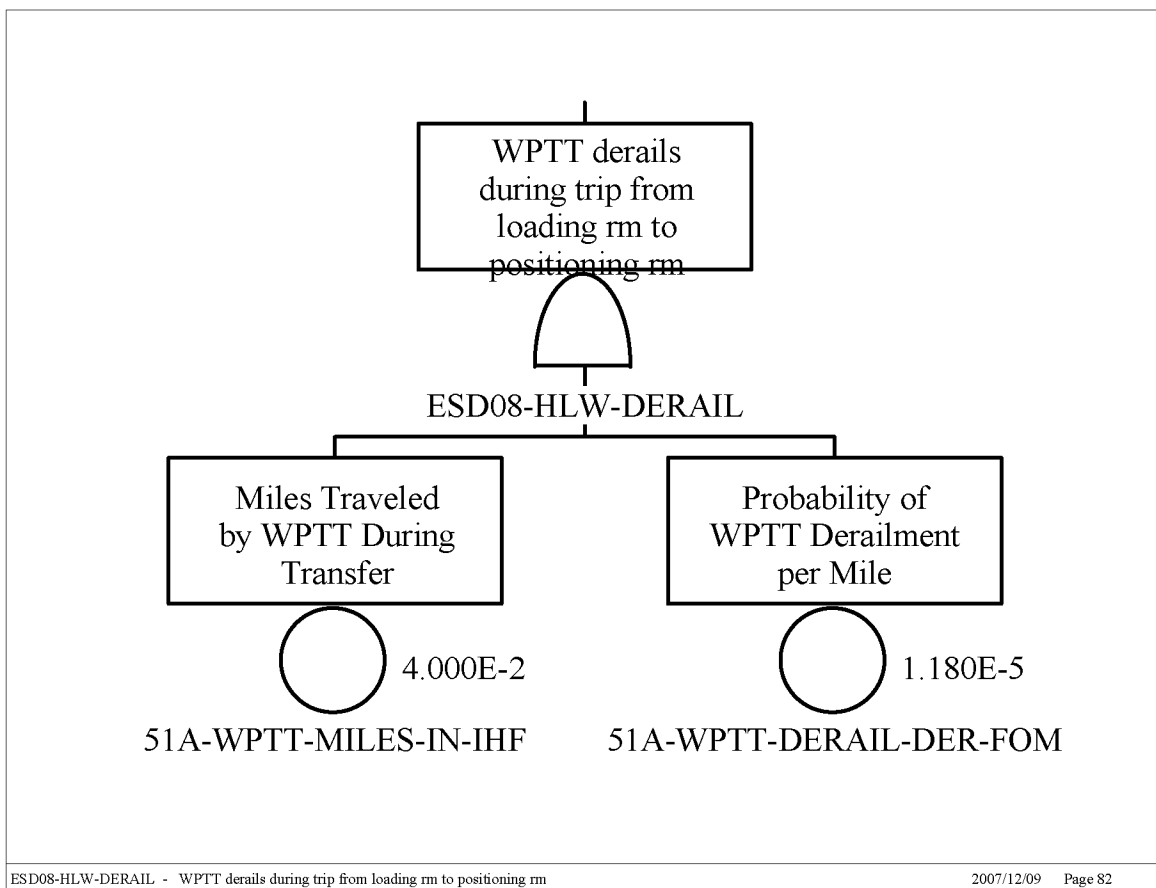 WPTT derails
during trip from
loading rm to
positioning rm
ESD08-HLW-DERAIL
Miles Traveled
by WPTT During
Transfer
4.000E-2
51A-WPTT-MILES-IN-IHF
Probability of
WPTT Derailment
per Mile
1.180E-5
51A-WPTT-DERAIL-DER-FOM
ESD08-HLW-DERAIL - WPTT derails during trip from loading rm to positioning rm
2007/12/09 Page 82